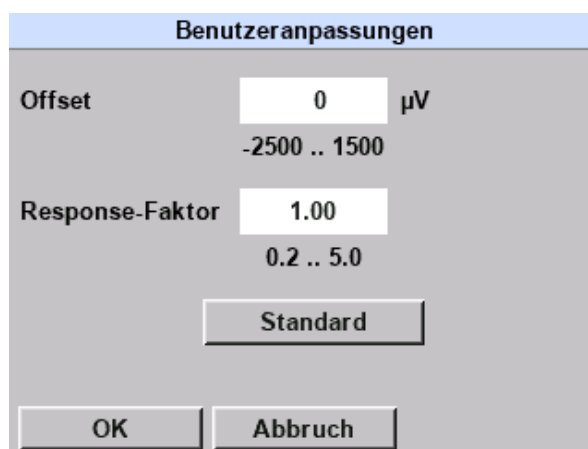 Benutzeranpassungen
Offset 0 µV
-2500 .. 1500
Response-Faktor 1.00
0.2 .. 5.0
Standard
OK Abbruch